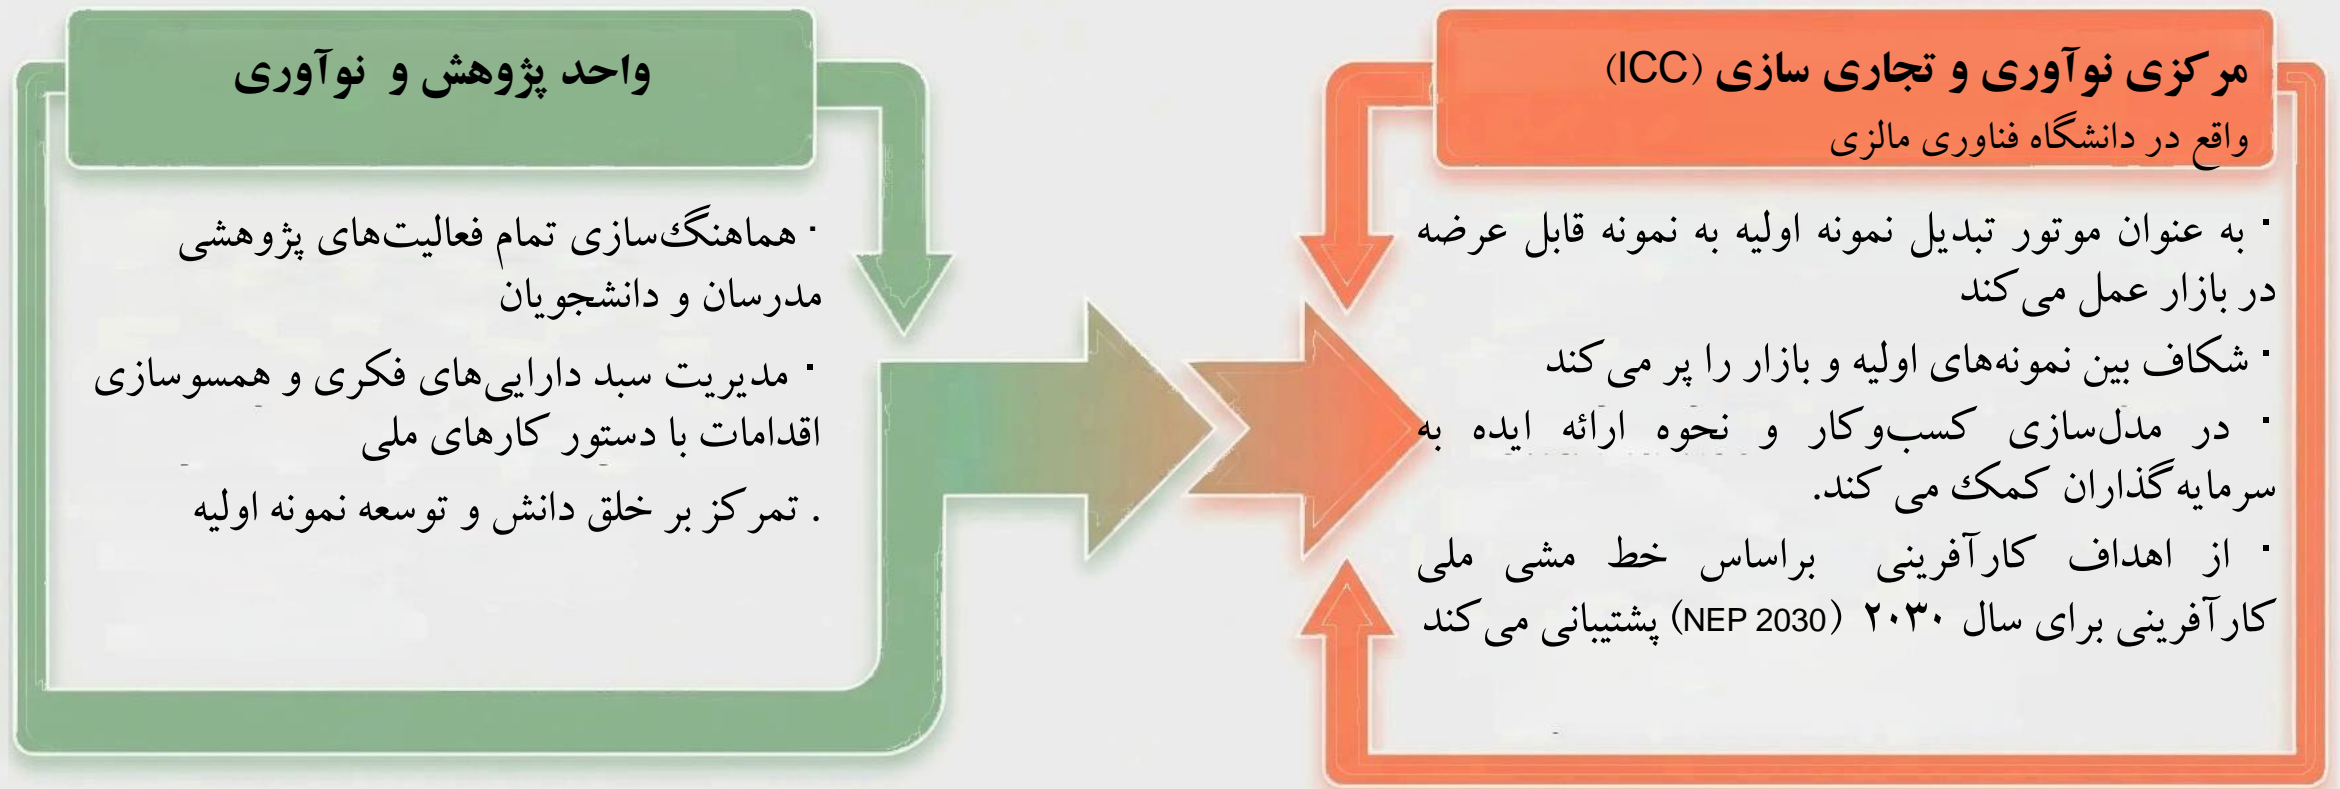 مرکزی نوآوری و تجاری سازی (ICC)
واقع در دانشگاه فناوری مالزی
· به عنوان موتور تبدیل نمونه اولیه به نمونه قابل عرضه
در بازار عمل می‌کند
· شکاف بین نمونه‌های اولیه و بازار را پر می‌کند
· در مدل‌سازی کسب‌وکار و نحوه ارائه ایده به
سرمایه گذاران کمک می کند.
· از اهداف کارآفرینی براساس خط مشی ملی
کارآفرینی برای سال ۲۰۳۰ (NEP 2030) پشتیبانی می‌کند
واحد پژوهش و نوآوری
· هماهنگ‌سازی تمام فعالیت‌های پژوهشی
مدرسان و دانشجویان
· مدیریت سبد دارایی‌های فکری و همسوسازی
اقدامات با دستور کارهای ملی
. تمرکز بر خلق دانش و توسعه نمونه اولیه